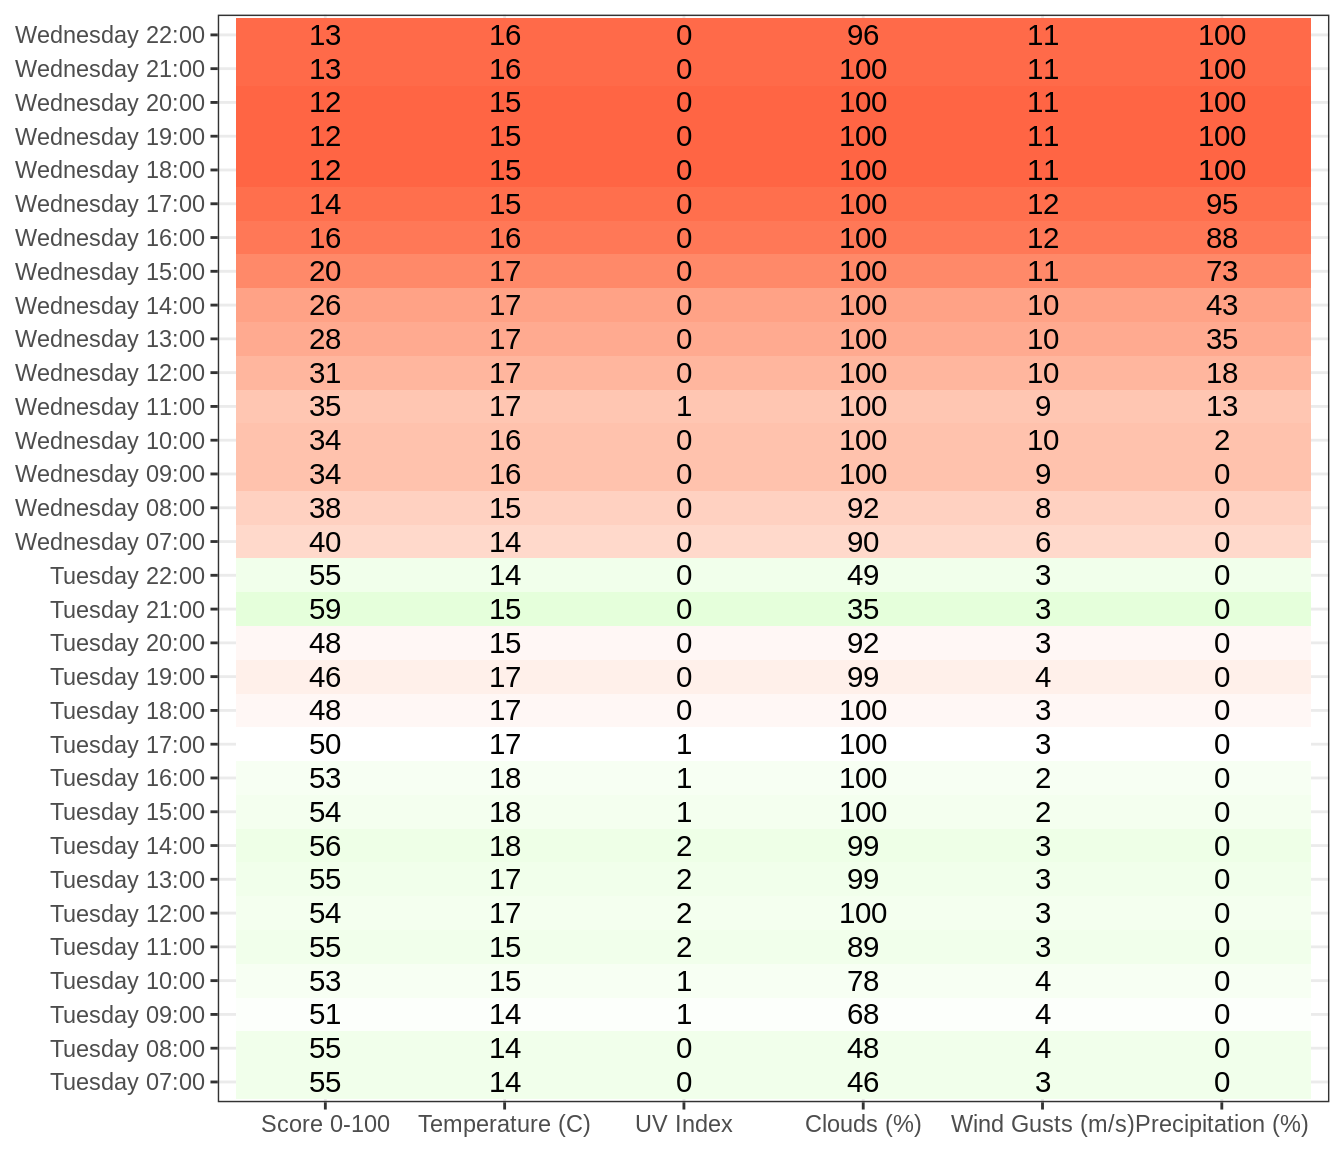 Wednesday 22:00 13 16 0 96 11 100
Wednesday 21:00 13 16 0 100 11 100
Wednesday 20:00 12 15 0 100 11 100
Wednesday 19:00 12 15 0 100 11 100
Wednesday 18:00 12 15 0 100 11 100
Wednesday 17:00 14 15 0 100 12 95
Wednesday 16:00 16 16 0 100 12 88
Wednesday 15:00 20 17 0 100 11 73
Wednesday 14:00 26 17 0 100 10 43
Wednesday 13:00 28 17 0 100 10 35
Wednesday 12:00 31 17 0 100 10 18
Wednesday 11:00 35 17 1 100 9 13
Wednesday 10:00 34 16 0 100 10 2
Wednesday 09:00 34 16 0 100 9 0
Wednesday 08:00 38 15 0 92 8 0
Wednesday 07:00 40 14 0 90 6 0
Tuesday 22:00 55 14 0 49 3 0
Tuesday 21:00 59 15 0 35 3 0
Tuesday 20:00 48 15 0 92 3 0
Tuesday 19:00 46 17 0 99 4 0
Tuesday 18:00 48 17 0 100 3 0
Tuesday 17:00 50 17 1 100 3 0
Tuesday 16:00 53 18 1 100 2 0
Tuesday 15:00 54 18 1 100 2 0
Tuesday 14:00 56 18 2 99 3 0
Tuesday 13:00 55 17 2 99 3 0
Tuesday 12:00 54 17 2 100 3 0
Tuesday 11:00 55 15 2 89 3 0
Tuesday 10:00 53 15 1 78 4 0
Tuesday 09:00 51 14 1 68 4 0
Tuesday 08:00 55 14 0 48 4 0
Tuesday 07:00 55 14 0 46 3 0
Score 0-100 Temperature (C) UV Index Clouds (%) Wind Gusts (m/s) Precipitation (%)